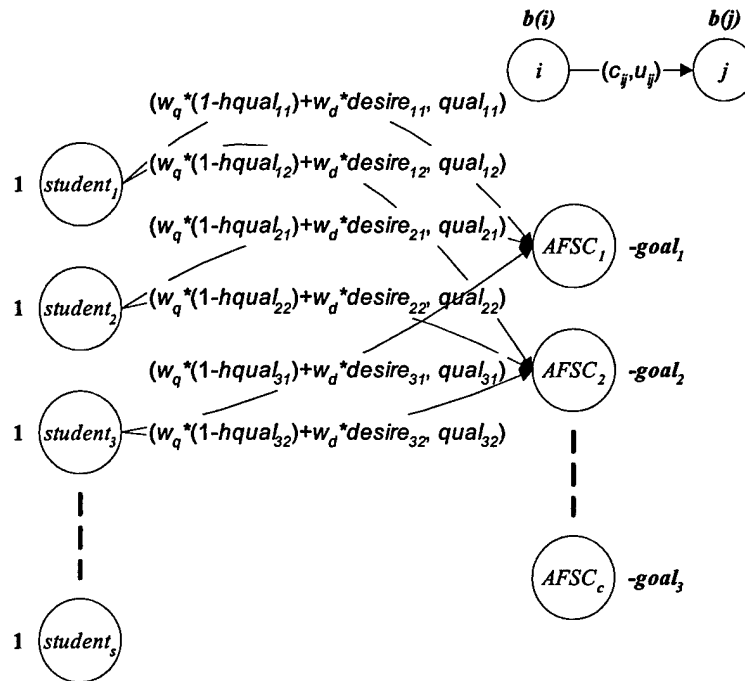 b(i) b(j)
i (c_ij,u_ij) j
(w_q*(1-hqual_11)+w_d*desire_11, qual_11)
(w_q*(1-hqual_12)+w_d*desire_12, qual_12)
1 student_1
(w_q*(1-hqual_21)+w_d*desire_21, qual_21)
AFSC_1 -goal_1
(w_q*(1-hqual_22)+w_d*desire_22, qual_22)
1 student_2
(w_q*(1-hqual_31)+w_d*desire_31, qual_31)
AFSC_2 -goal_2
(w_q*(1-hqual_32)+w_d*desire_32, qual_32)
1 student_3
AFSC_c -goal_3
1 student_s